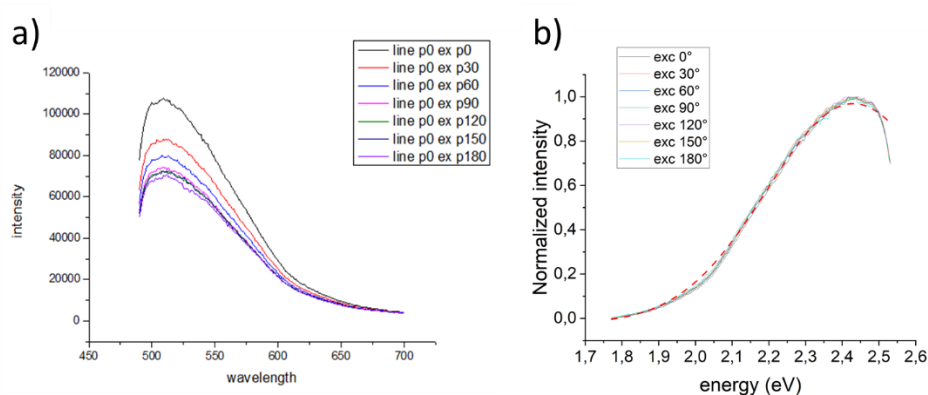 a)
line p0 ex p0
line p0 ex p30
line p0 ex p60
line p0 ex p90
line p0 ex p120
line p0 ex p150
line p0 ex p180
120000
100000
80000
60000
40000
20000
0
intensity
450 500 550 600 650 700
wavelength
b)
exc 0°
exc 30°
exc 60°
exc 90°
exc 120°
exc 150°
exc 180°
1,0
0,8
0,6
0,4
0,2
0,0
Normalized intensity
1,7 1,8 1,9 2,0 2,1 2,2 2,3 2,4 2,5 2,6
energy (eV)